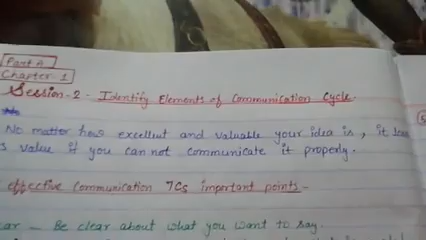 Part A
Chapter-1
Session-2 - Identify Elements of Communication Cycle.
No matter how excellent and valuable your idea is, it
value if you can not communicate it properly.
effective Communication 7Cs important points -
Be clear about what you want to say.